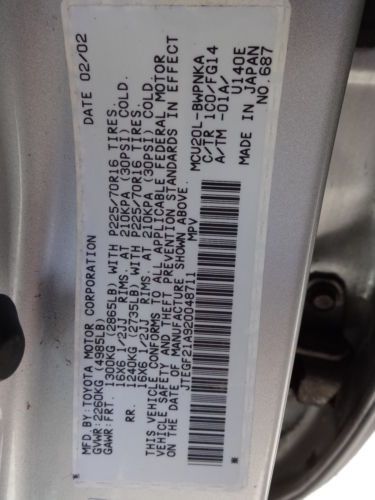 MFD.BY:TOYOTA MOTOR CORPORATION DATE 02/02
GVWR:2260KG(4985LB)
GAWR:FRT. 1300KG (2865LB) WITH P225/70R16 TIRES.
16X6 1/2JJ RIMS. AT 210KPA (30PSI) COLD.
RR. 1240KG (2735LB) WITH P225/70R16 TIRES.
16X6 1/2JJ RIMS. AT 210KPA (30PSI) COLD.
THIS VEHICLE CONFORMS TO ALL APPLICABLE FEDERAL MOTOR
VEHICLE SAFETY AND THEFT PREVENTION STANDARDS IN EFFECT
ON THE DATE OF MANUFACTURE SHOWN ABOVE.
JTEGF21A920048711 MPV
MCU20L-BWPNKA
C/TR 1C0/FG14
A/TM -01A/
U140E
MADE IN JAPAN
NO.687